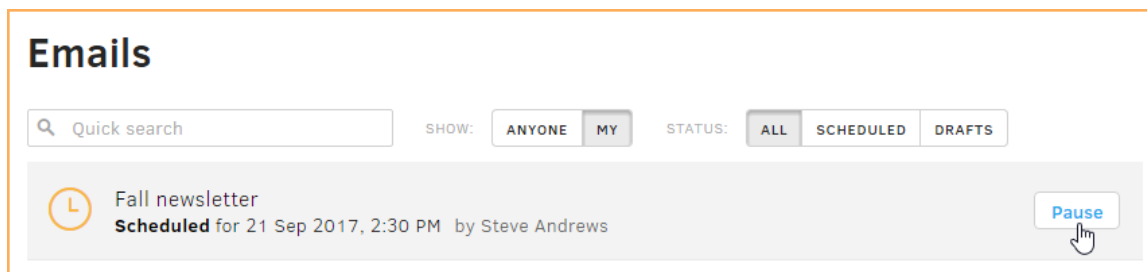 Emails
Quick search SHOW: ANYONE MY STATUS: ALL SCHEDULED DRAFTS
Fall newsletter
Scheduled for 21 Sep 2017, 2:30 PM by Steve Andrews
Pause